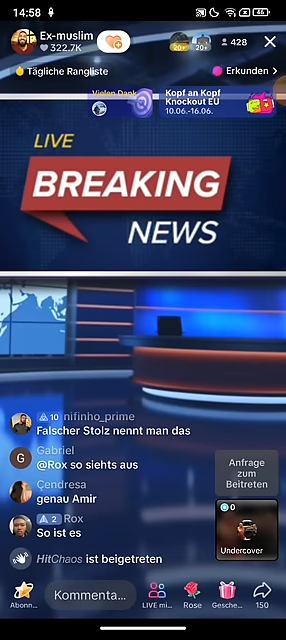 14:58
46
Ex-muslim
322.7K
20+
20+
428
Tägliche Rangliste
Erkunden
Vielen Dank
Kopf an Kopf
Knockout EU
10.06.-16.06.
LIVE
BREAKING
NEWS
10 nifinho_prime
Falscher Stolz nennt man das
G
Gabriel
@Rox so siehts aus
Çendresa
genau Amir
2 Rox
So ist es
HitChaos ist beigetreten
Anfrage
zum
Beitreten
0
Undercover
Kommenta...
Abonn...
LIVE mi...
Rose
Gesche...
150